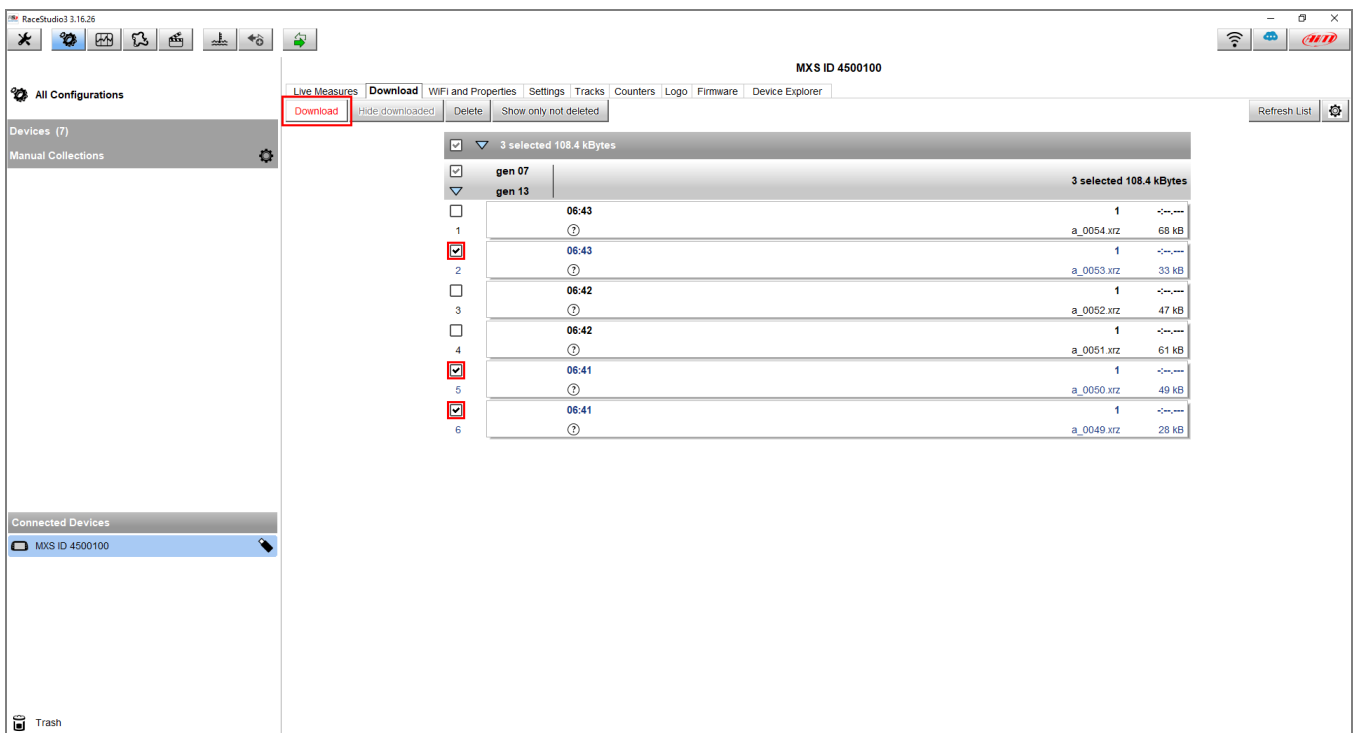 RaceStudio3 3.16.26
MXS ID 4500100
All Configurations
Live Measures Download WiFi and Properties Settings Tracks Counters Logo Firmware Device Explorer
Download Hide downloaded Delete Show only not deleted Refresh List
Devices (7)
Manual Collections
3 selected 108.4 kBytes
gen 07
3 selected 108.4 kBytes
gen 13
06:43 1 -:--.---
1 ? a_0054.xrz 68 kB
06:43 1 -:--.---
2 ? a_0053.xrz 33 kB
06:42 1 -:--.---
3 ? a_0052.xrz 47 kB
06:42 1 -:--.---
4 ? a_0051.xrz 61 kB
06:41 1 -:--.---
5 ? a_0050.xrz 49 kB
06:41 1 -:--.---
6 ? a_0049.xrz 28 kB
Connected Devices
MXS ID 4500100
Trash